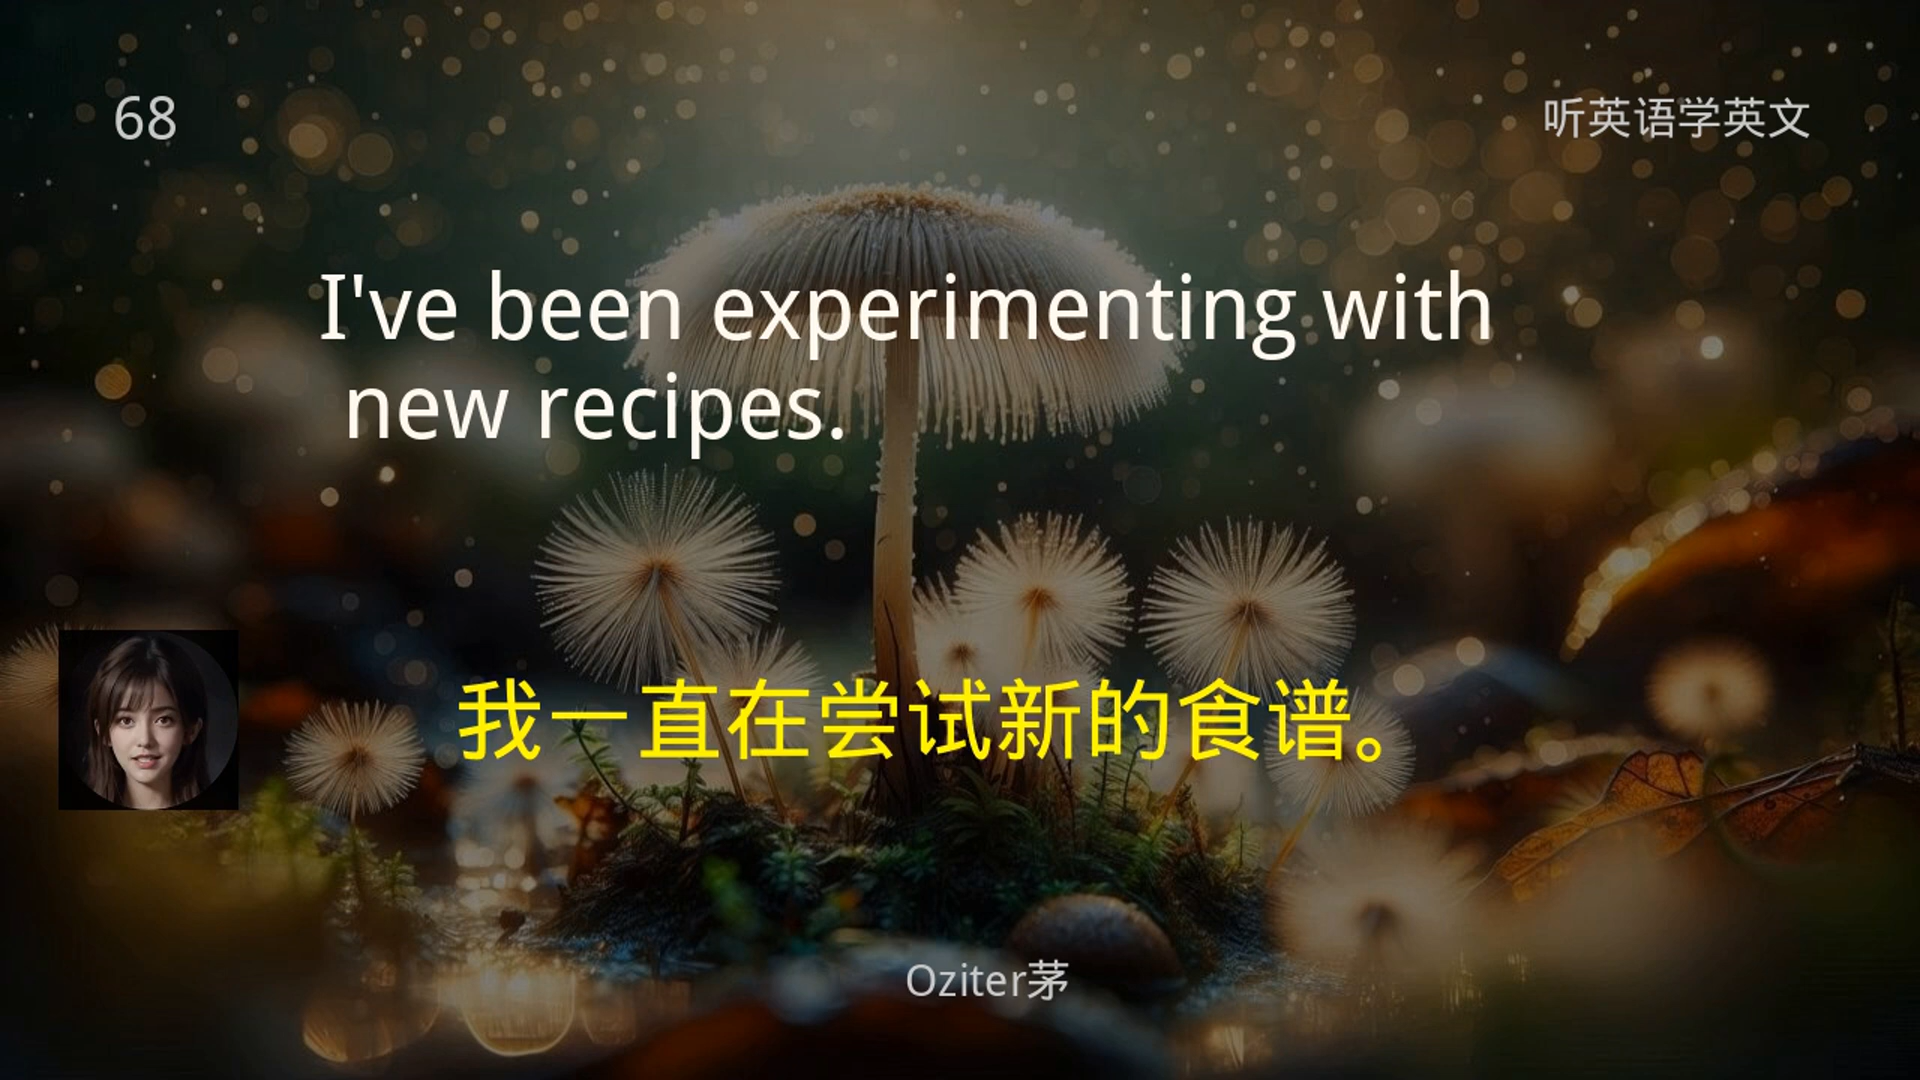 68
听英语学英文
I've been experimenting with
new recipes.
我一直在尝试新的食谱。
Oziter茅